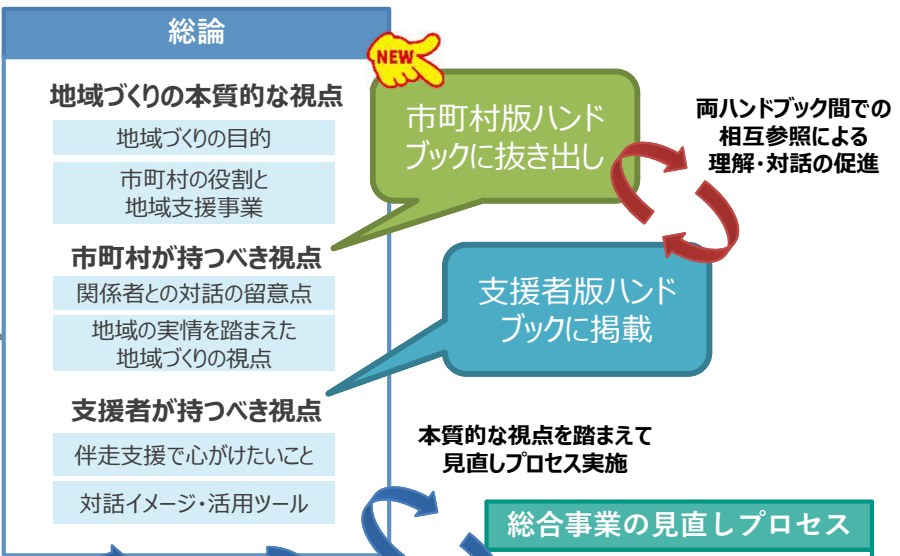 総論
地域づくりの本質的な視点
地域づくりの目的
市町村の役割と
地域支援事業
市町村が持つべき視点
関係者との対話の留意点
地域の実情を踏まえた
地域づくりの視点
支援者が持つべき視点
伴走支援で心がけたいこと
対話イメージ・活用ツール
NEW
市町村版ハンド
ブックに抜き出し
両ハンドブック間での
相互参照による
理解・対話の促進
支援者版ハンド
ブックに掲載
本質的な視点を踏まえて
見直しプロセス実施
総合事業の見直しプロセス